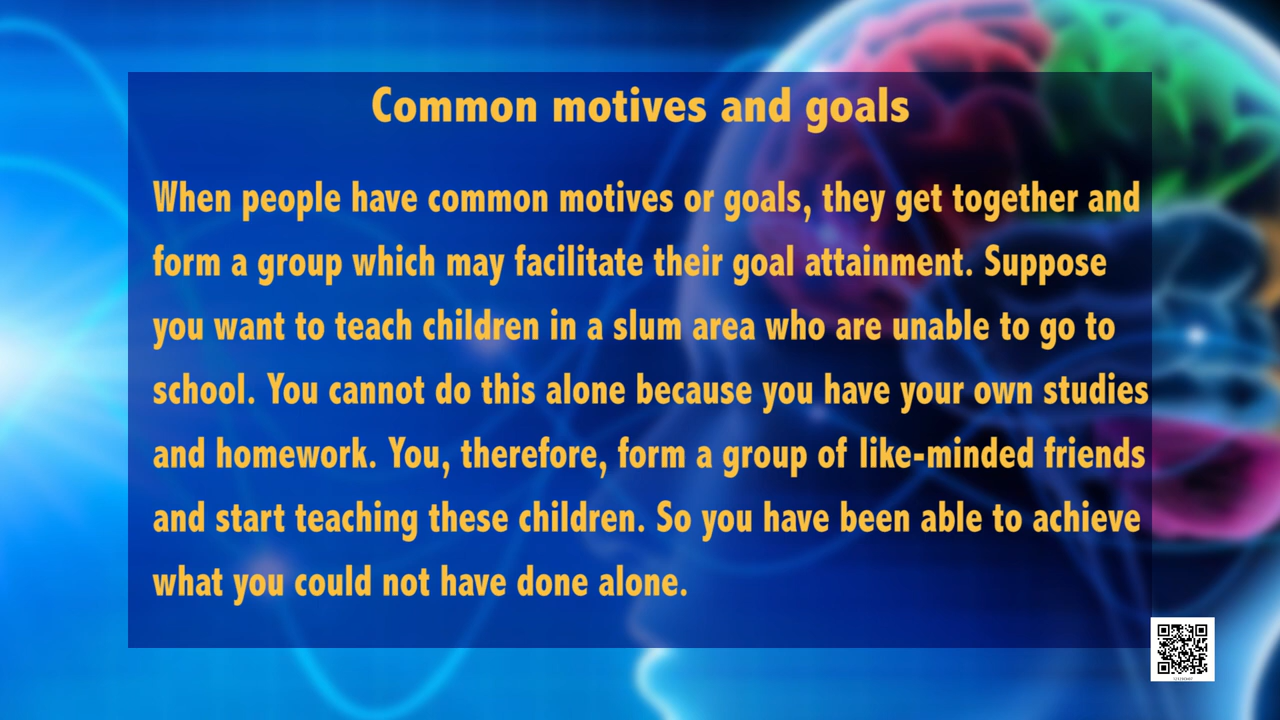 Common motives and goals
When people have common motives or goals, they get together and
form a group which may facilitate their goal attainment. Suppose
you want to teach children in a slum area who are unable to go to
school. You cannot do this alone because you have your own studies
and homework. You, therefore, form a group of like-minded friends
and start teaching these children. So you have been able to achieve
what you could not have done alone.